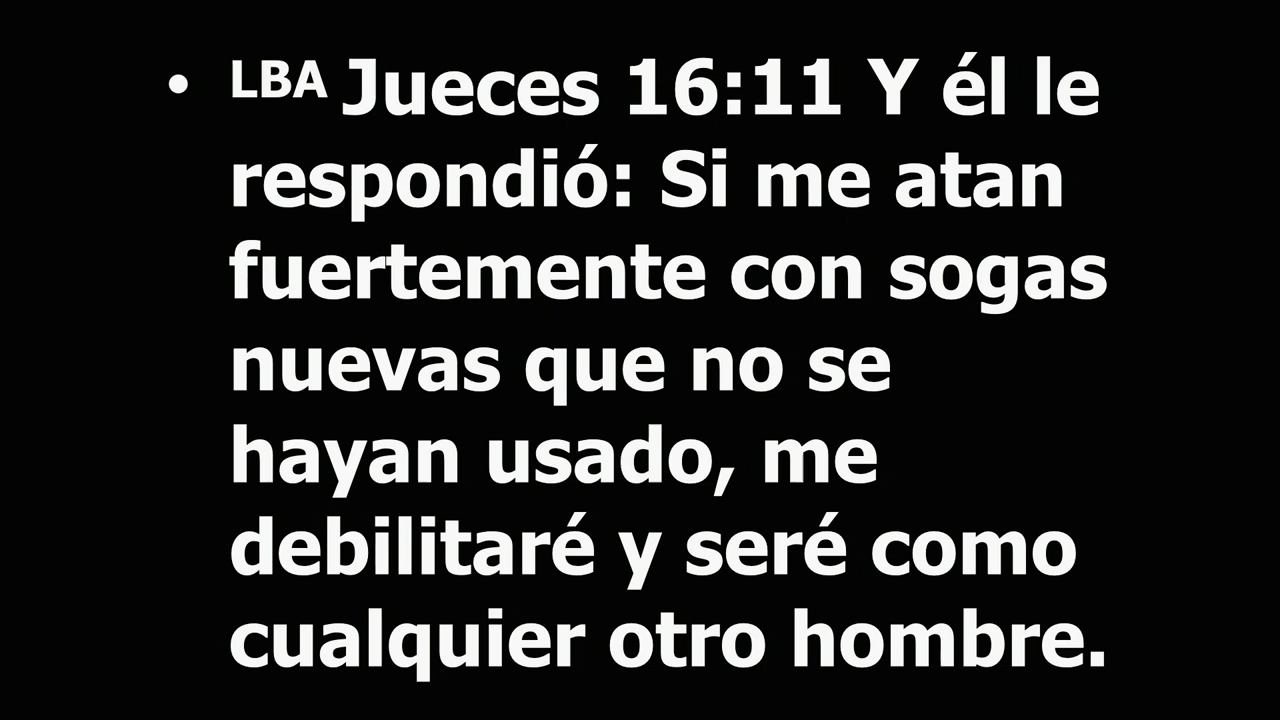 • LBA Jueces 16:11 Y él le
respondió: Si me atan
fuertemente con sogas
nuevas que no se
hayan usado, me
debilitaré y seré como
cualquier otro hombre.